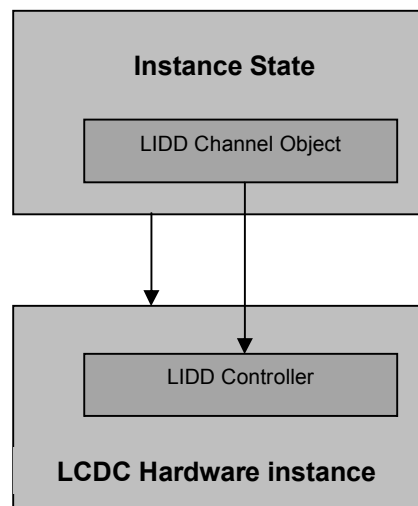 Instance State
LIDD Channel Object
LIDD Controller
LCDC Hardware instance